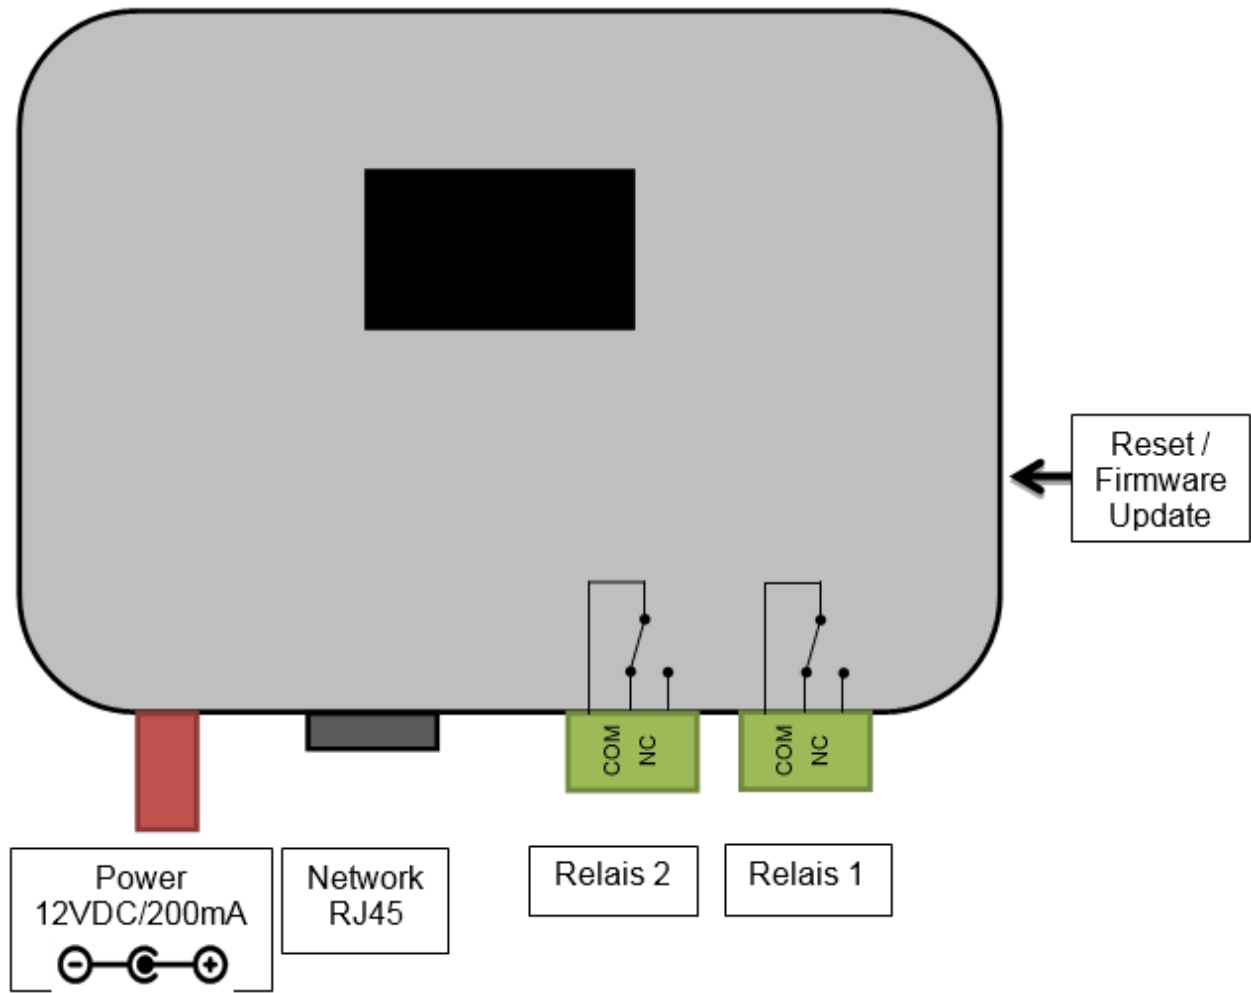 Reset /
Firmware
Update
COM
NC
COM
NC
Power
12VDC/200mA
Network
RJ45
Relais 2
Relais 1